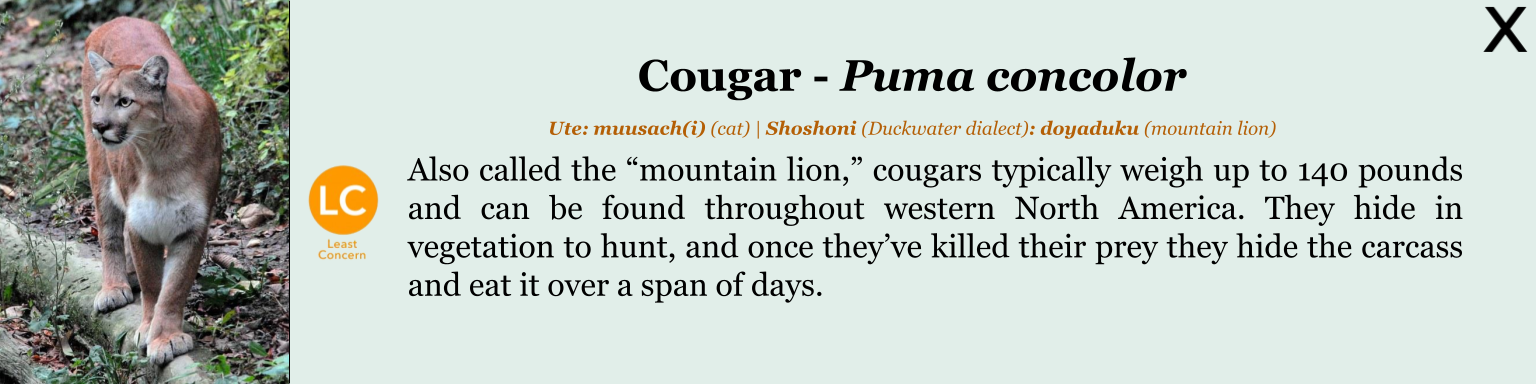 X
Cougar - Puma concolor
Ute: muusach(i) (cat) | Shoshoni (Duckwater dialect): doyaduku (mountain lion)
Also called the “mountain lion,” cougars typically weigh up to 140 pounds
and can be found throughout western North America. They hide in
vegetation to hunt, and once they’ve killed their prey they hide the carcass
and eat it over a span of days.
LC
Least
Concern